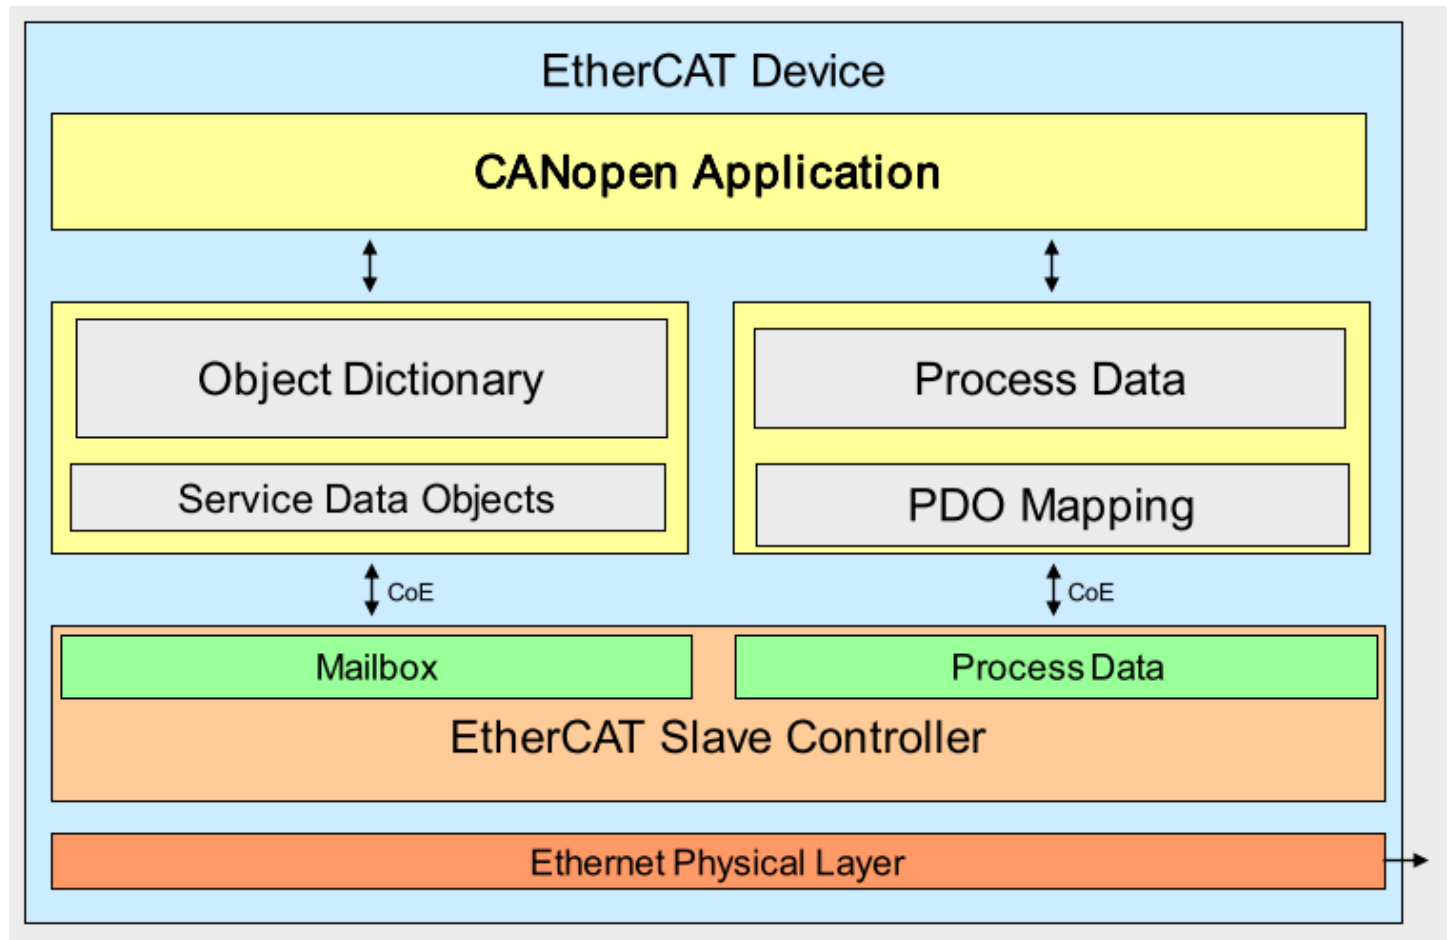 EtherCAT Device
CANopen Application
Object Dictionary
Service Data Objects
Process Data
PDO Mapping
CoE
CoE
Mailbox
Process Data
EtherCAT Slave Controller
Ethernet Physical Layer